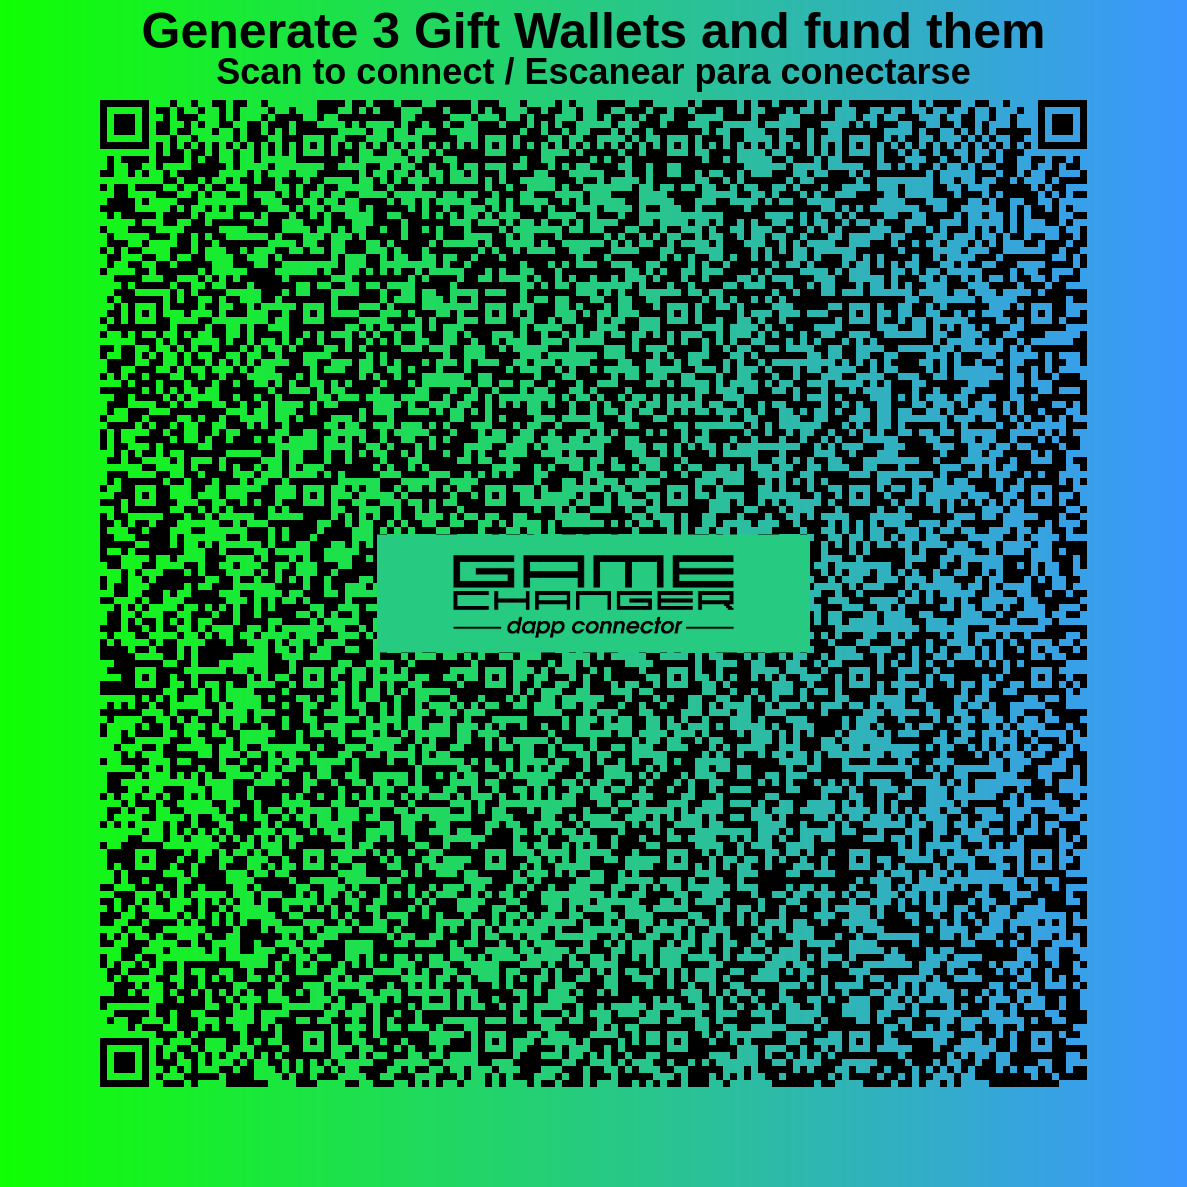 Generate 3 Gift Wallets and fund them
Scan to connect / Escanear para conectarse
GAME
CHANGER
dapp connector